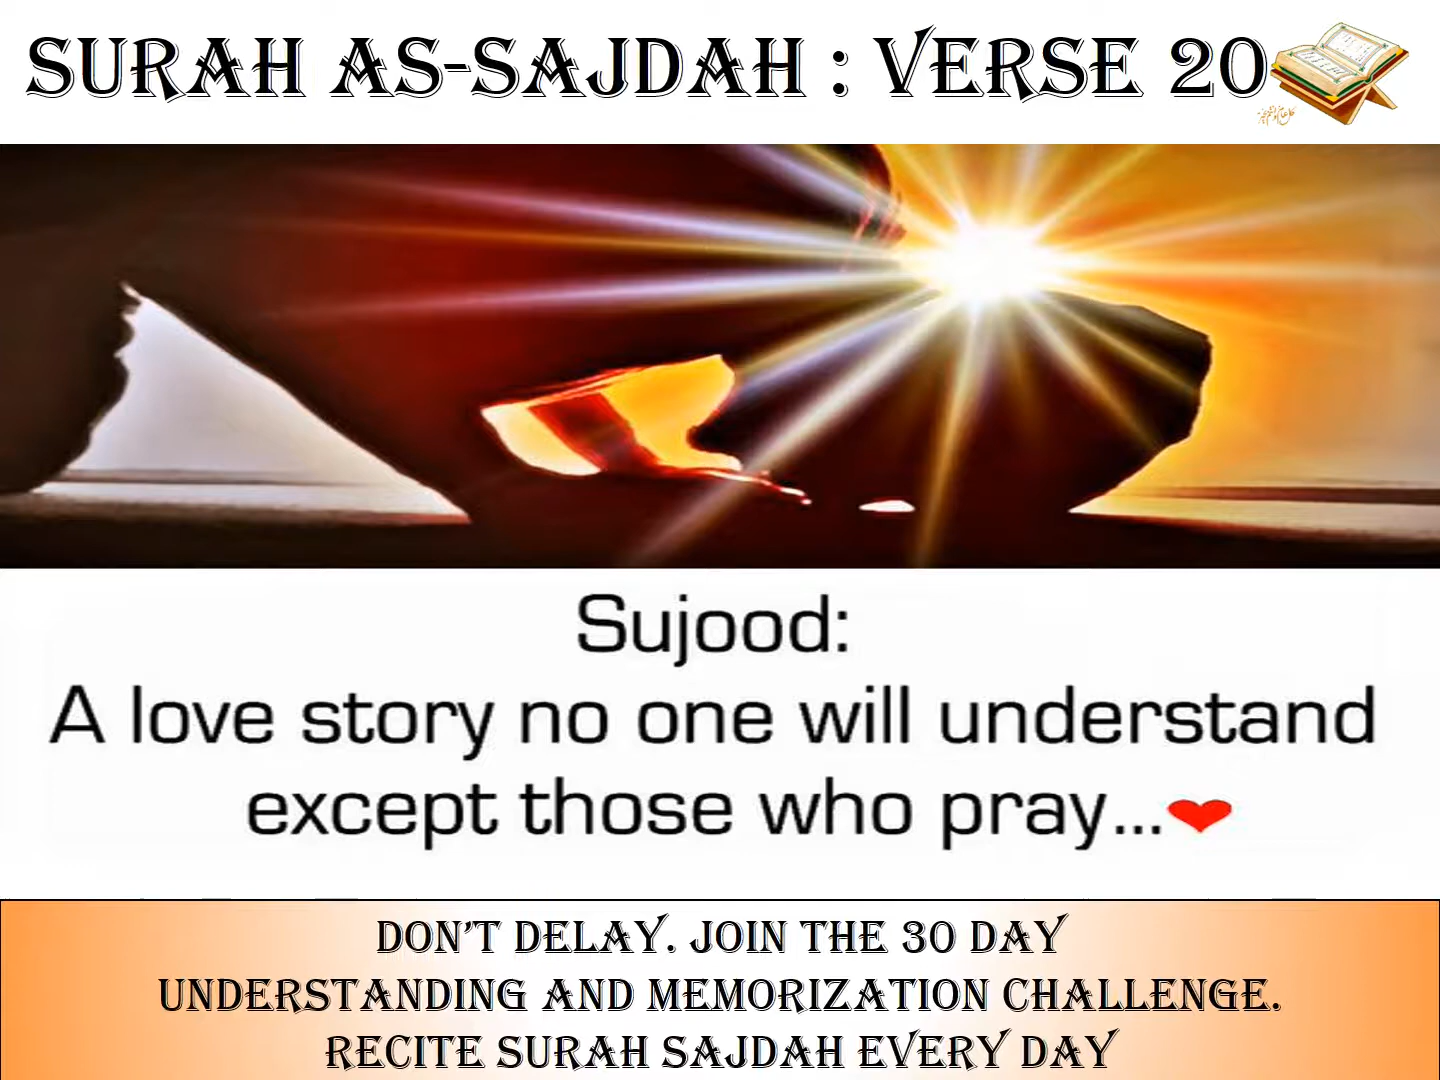 SURAH AS-SAJDAH : VERSE 20
Sujood:
A love story no one will understand
except those who pray...
DON'T DELAY. JOIN THE 30 DAY
UNDERSTANDING AND MEMORIZATION CHALLENGE.
RECITE SURAH SAJDAH EVERY DAY